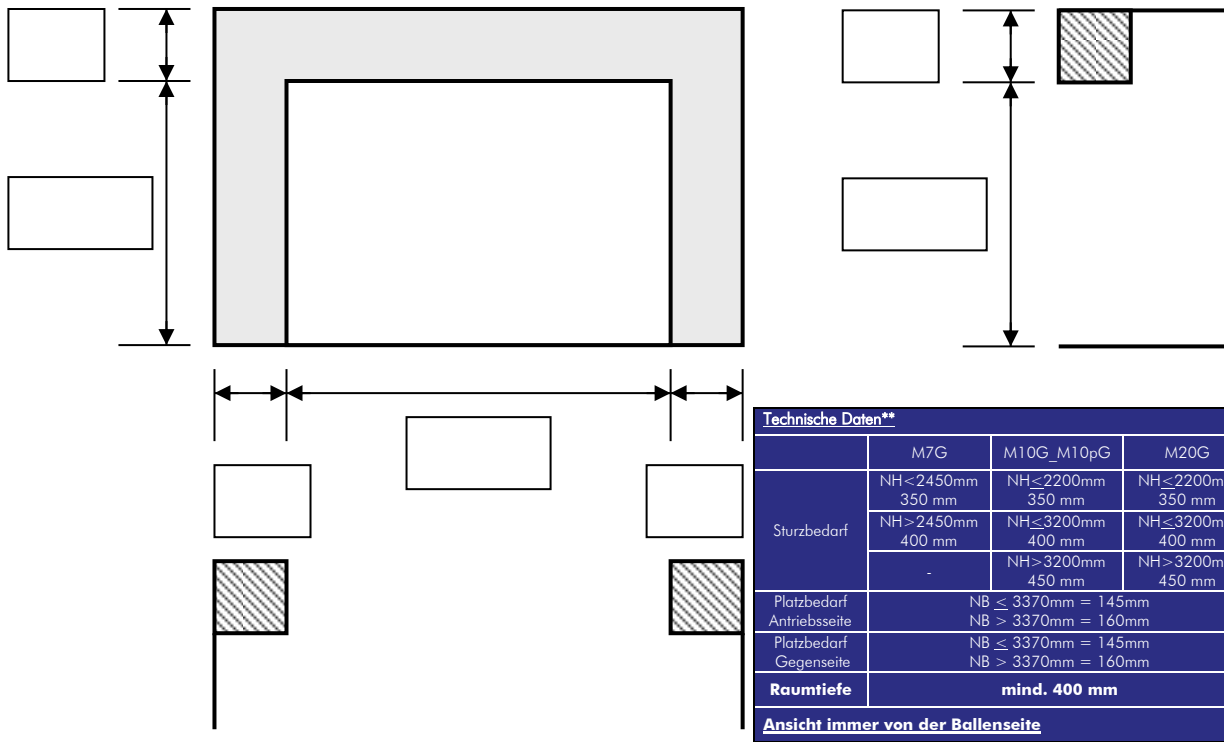 Technische Daten**
M7G M10G_M10pG M20G
Sturzbedarf
NH<2450mm NH≤2200mm NH≤2200m
350 mm 350 mm 350 mm
NH>2450mm NH≤3200mm NH≤3200m
400 mm 400 mm 400 mm
- NH>3200mm NH>3200m
450 mm 450 mm
Platzbedarf NB ≤ 3370mm = 145mm
Antriebsseite NB > 3370mm = 160mm
Platzbedarf NB ≤ 3370mm = 145mm
Gegenseite NB > 3370mm = 160mm
Raumtiefe mind. 400 mm
Ansicht immer von der Ballenseite